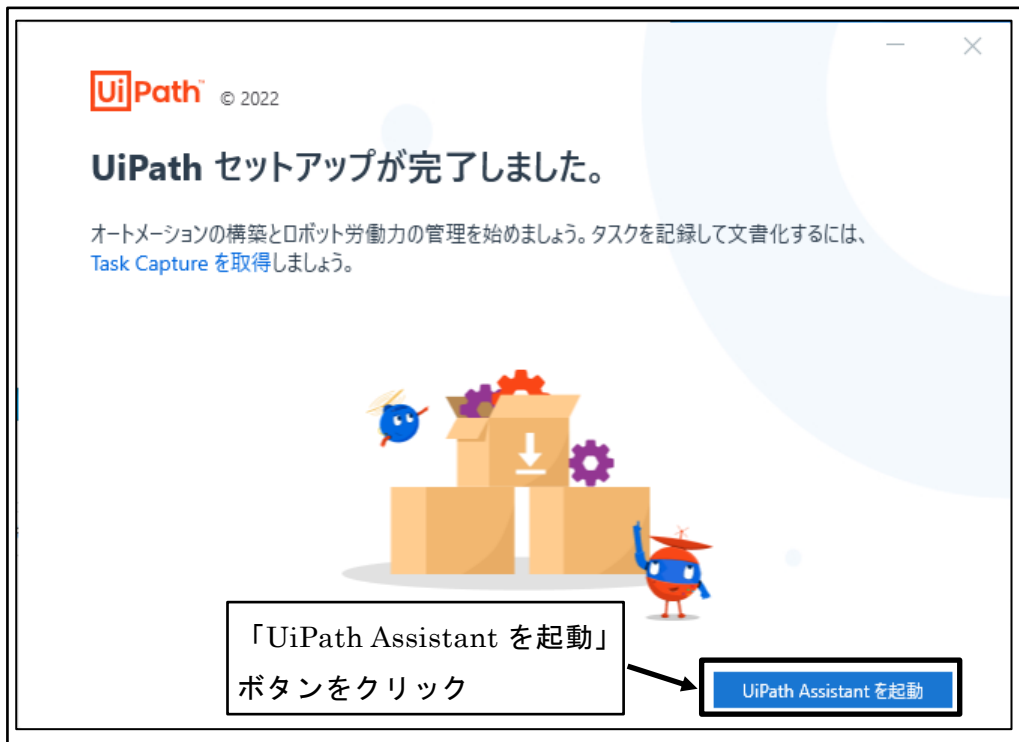 UiPath™ © 2022
UiPath セットアップが完了しました。
オートメーションの構築とロボット労働力の管理を始めましょう。タスクを記録して文書化するには、
Task Capture を取得しましょう。
「UiPath Assistant を起動」
ボタンをクリック
UiPath Assistant を起動